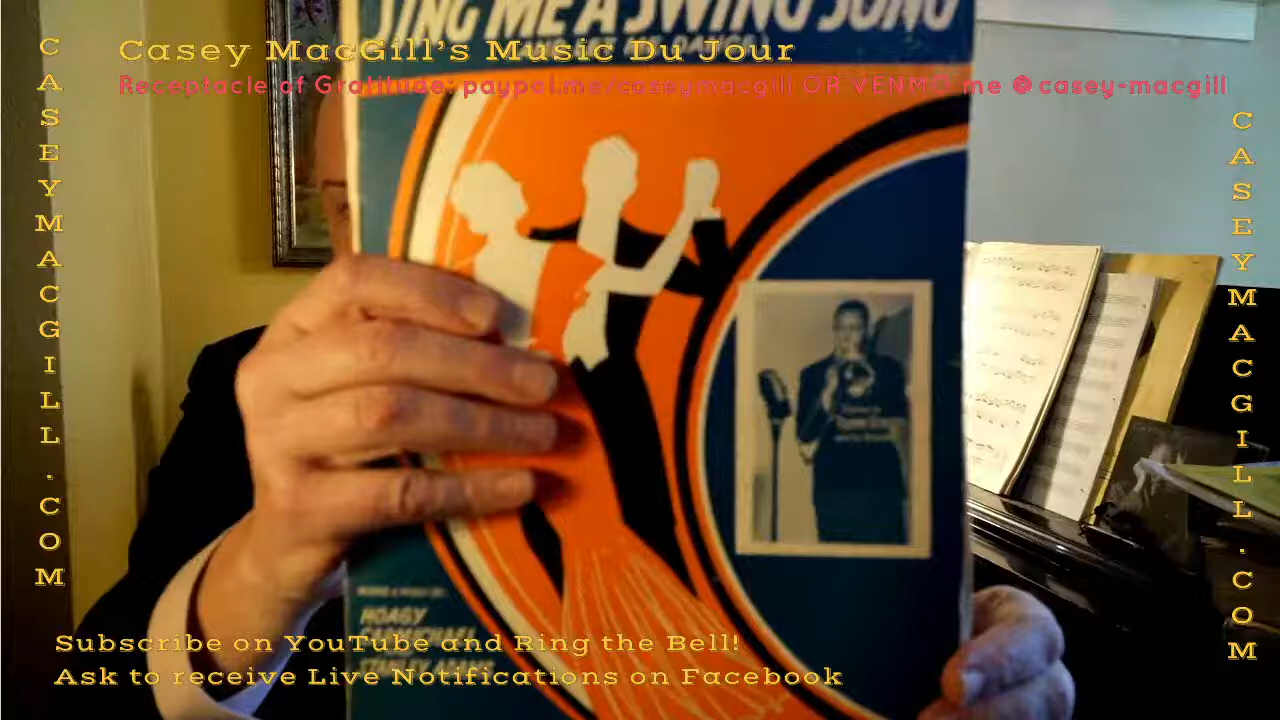 SING ME A SWING SONG
Casey MacGill's Music Du Jour
Receptacle of Gratitude: paypal.me/caseymacgill OR VENMO me @casey-macgill
CASEYMACGILL.COM
CASEYMACGILL.COM
HOAGY
Subscribe on YouTube and Ring the Bell!
Ask to receive Live Notifications on Facebook